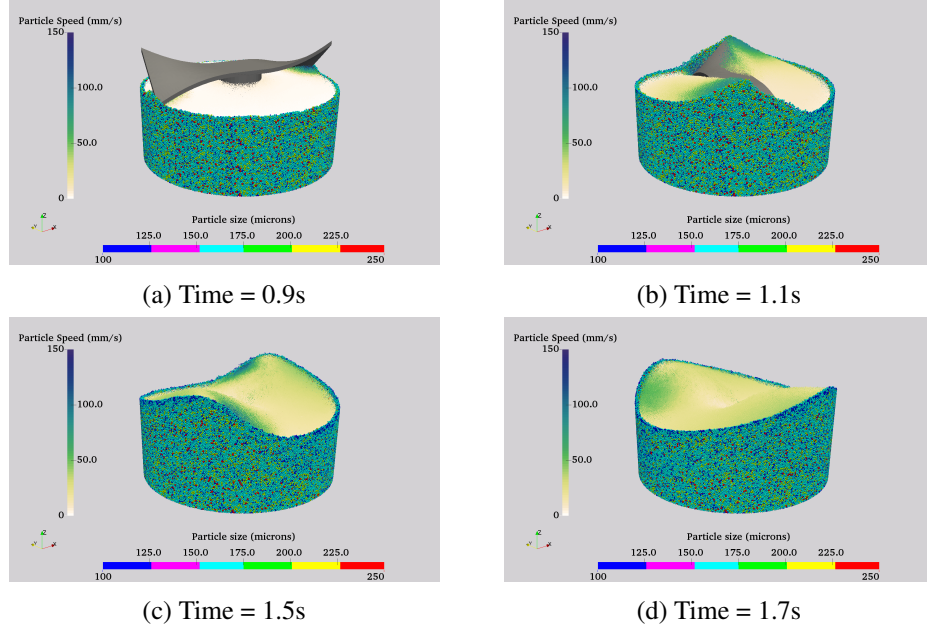 Particle Speed (mm/s)
150
100.0
50.0
0
Z
Y
X
Particle size (microns)
125.0 150.0 175.0 200.0 225.0
100 250
(a) Time = 0.9s
Particle Speed (mm/s)
150
100.0
50.0
0
Z
Y
X
Particle size (microns)
125.0 150.0 175.0 200.0 225.0
100 250
(b) Time = 1.1s
Particle Speed (mm/s)
150
100.0
50.0
0
Z
Y
X
Particle size (microns)
125.0 150.0 175.0 200.0 225.0
100 250
(c) Time = 1.5s
Particle Speed (mm/s)
150
100.0
50.0
0
Z
Y
X
Particle size (microns)
125.0 150.0 175.0 200.0 225.0
100 250
(d) Time = 1.7s